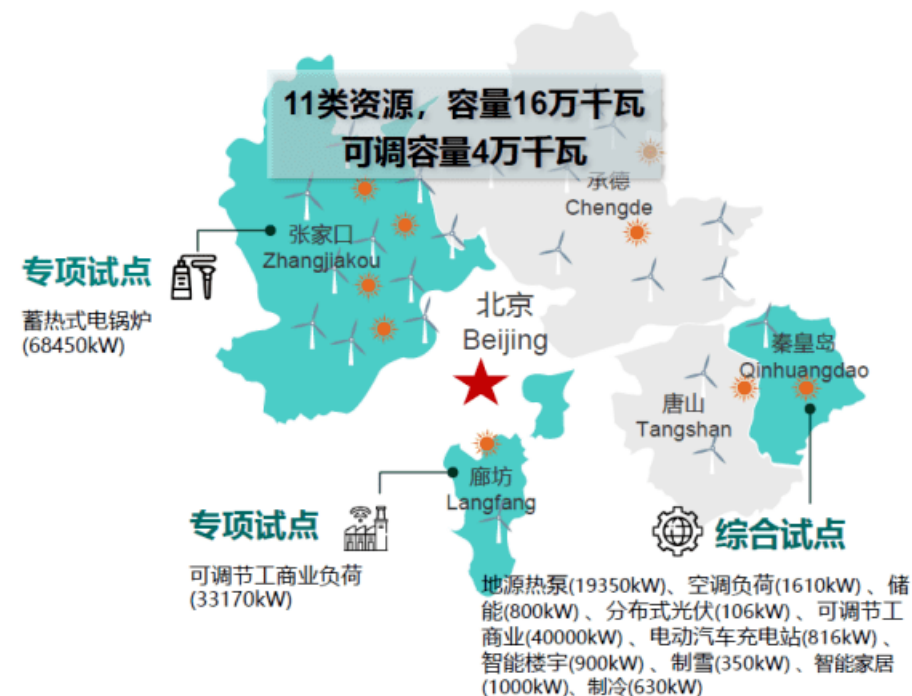 11类资源，容量16万千瓦
可调容量4万千瓦
承德
Chengde
张家口
Zhangjiakou
专项试点
蓄热式电锅炉
(68450kW)
北京
Beijing
秦皇岛
Qinhuangdao
唐山
Tangshan
廊坊
Langfang
专项试点
可调节工商业负荷
(33170kW)
综合试点
地源热泵(19350kW)、空调负荷(1610kW) 、储
能(800kW) 、分布式光伏(106kW) 、可调节工
商业(40000kW) 、电动汽车充电站(816kW) 、
智能楼宇(900kW) 、制雪(350kW) 、智能家居
(1000kW)、制冷(630kW)